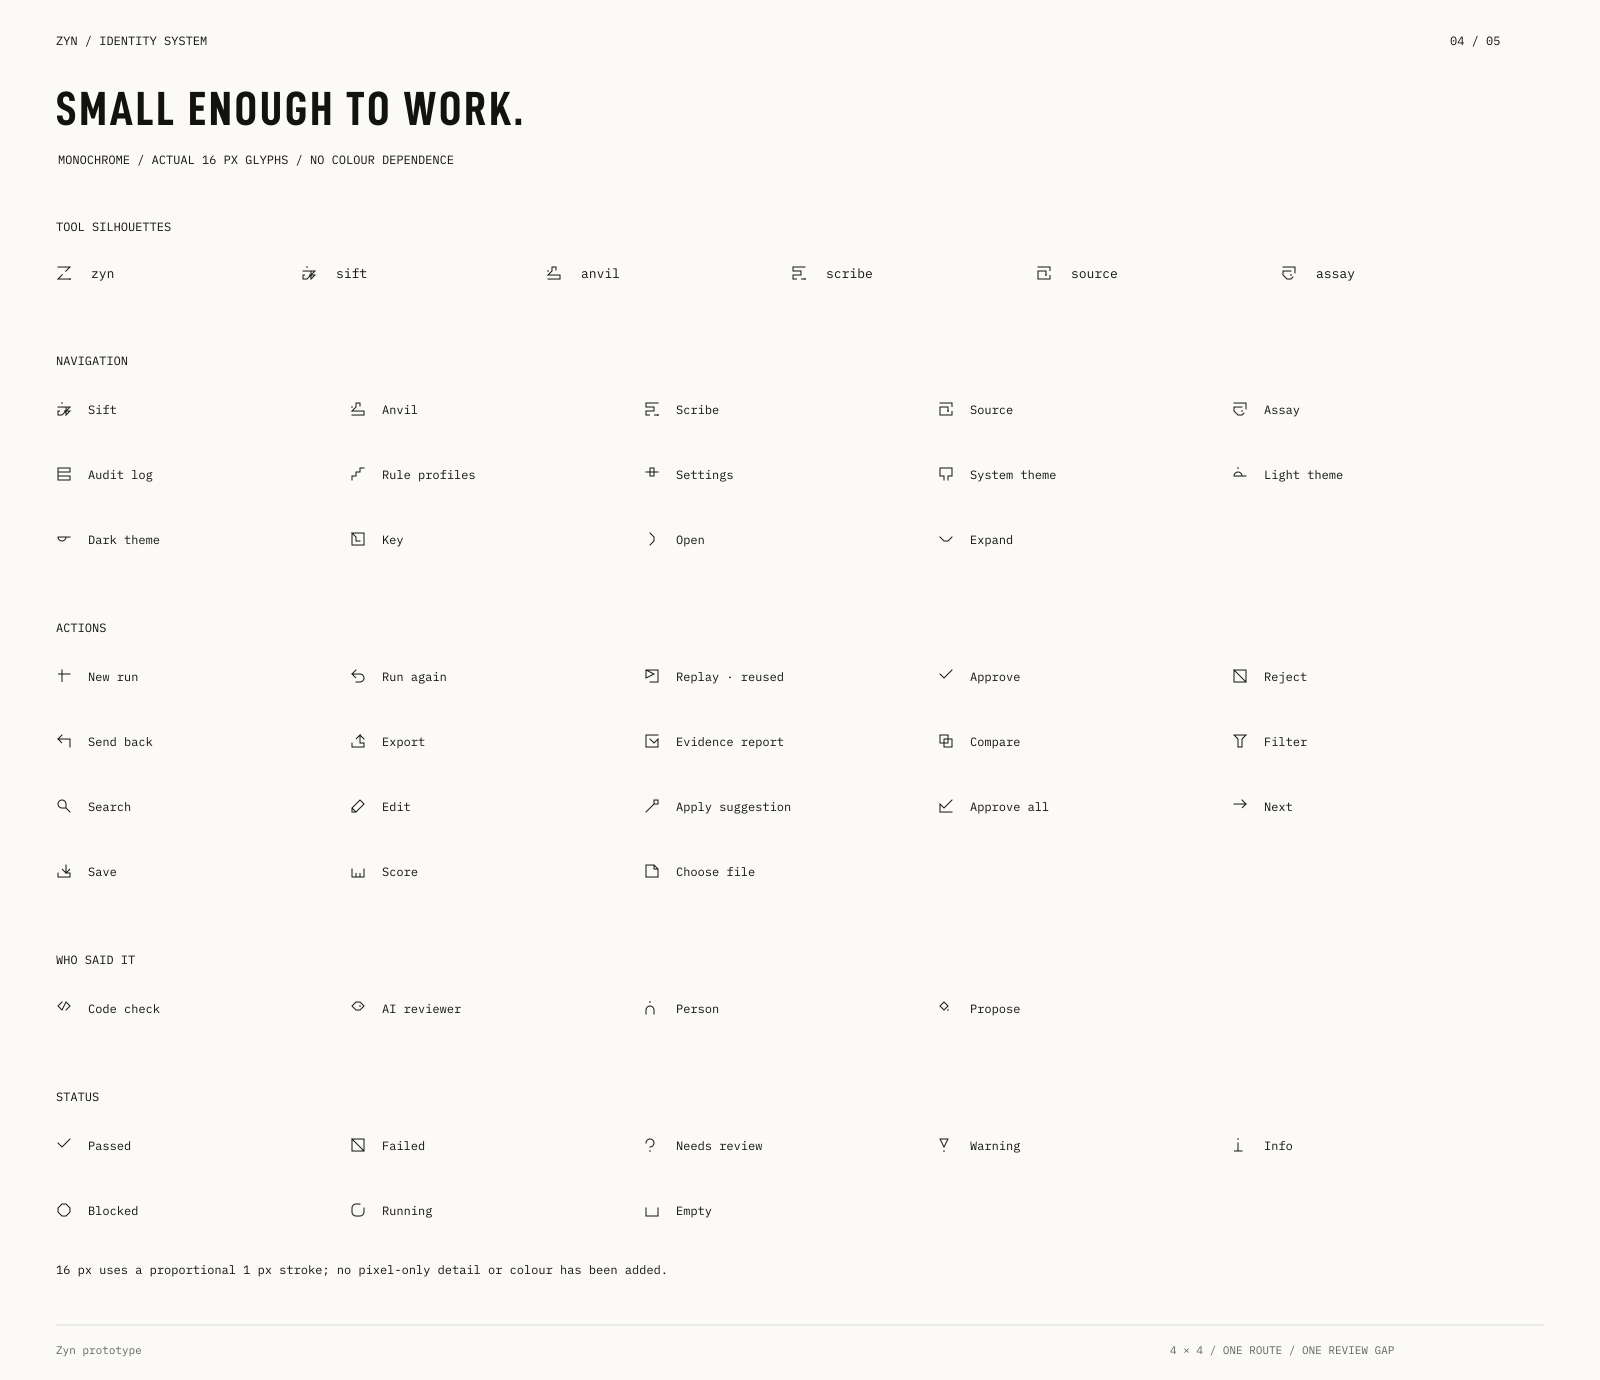 ZYN / IDENTITY SYSTEM
04 / 05
SMALL ENOUGH TO WORK.
MONOCHROME / ACTUAL 16 PX GLYPHS / NO COLOUR DEPENDENCE
TOOL SILHOUETTES
zyn sift anvil scribe source assay
NAVIGATION
Sift Anvil Scribe Source Assay
Audit log Rule profiles Settings System theme Light theme
Dark theme Key Open Expand
ACTIONS
New run Run again Replay · reused Approve Reject
Send back Export Evidence report Compare Filter
Search Edit Apply suggestion Approve all Next
Save Score Choose file
WHO SAID IT
Code check AI reviewer Person Propose
STATUS
Passed Failed Needs review Warning Info
Blocked Running Empty
16 px uses a proportional 1 px stroke; no pixel-only detail or colour has been added.
Zyn prototype
4 × 4 / ONE ROUTE / ONE REVIEW GAP